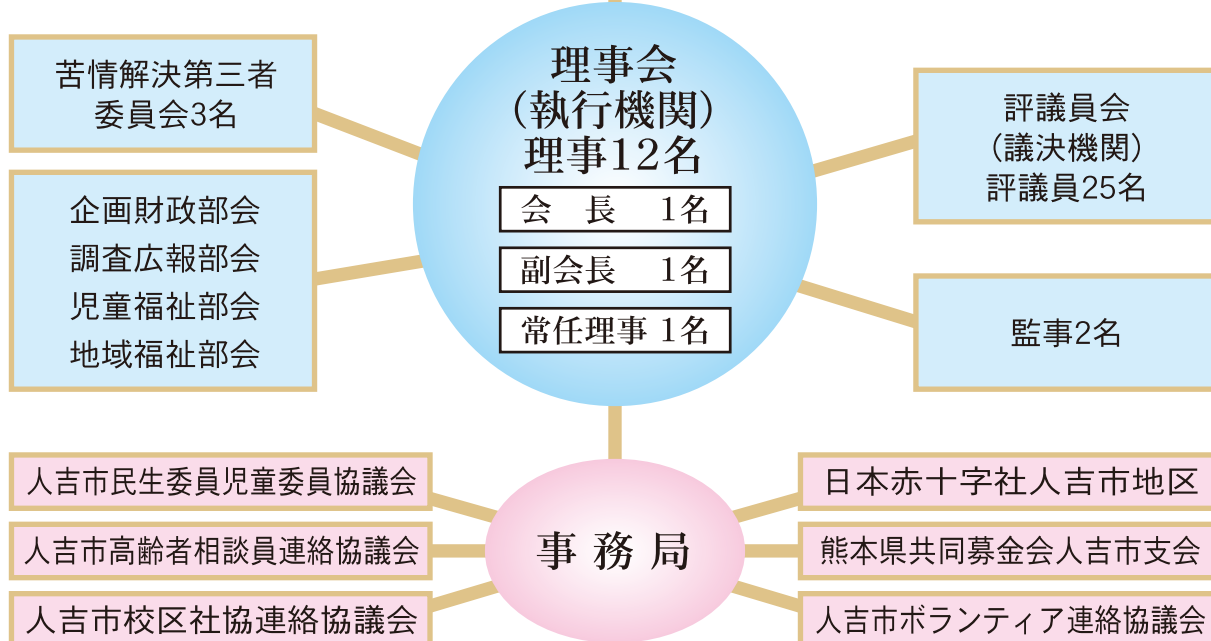 苦情解決第三者
委員会3名
企画財政部会
調査広報部会
児童福祉部会
地域福祉部会
理事会
（執行機関）
理事12名
会　長　1名
副会長　1名
常任理事 1名
評議員会
（議決機関）
評議員25名
監事2名
事務局
人吉市民生委員児童委員協議会
人吉市高齢者相談員連絡協議会
人吉市校区社協連絡協議会
日本赤十字社人吉市地区
熊本県共同募金会人吉市支会
人吉市ボランティア連絡協議会